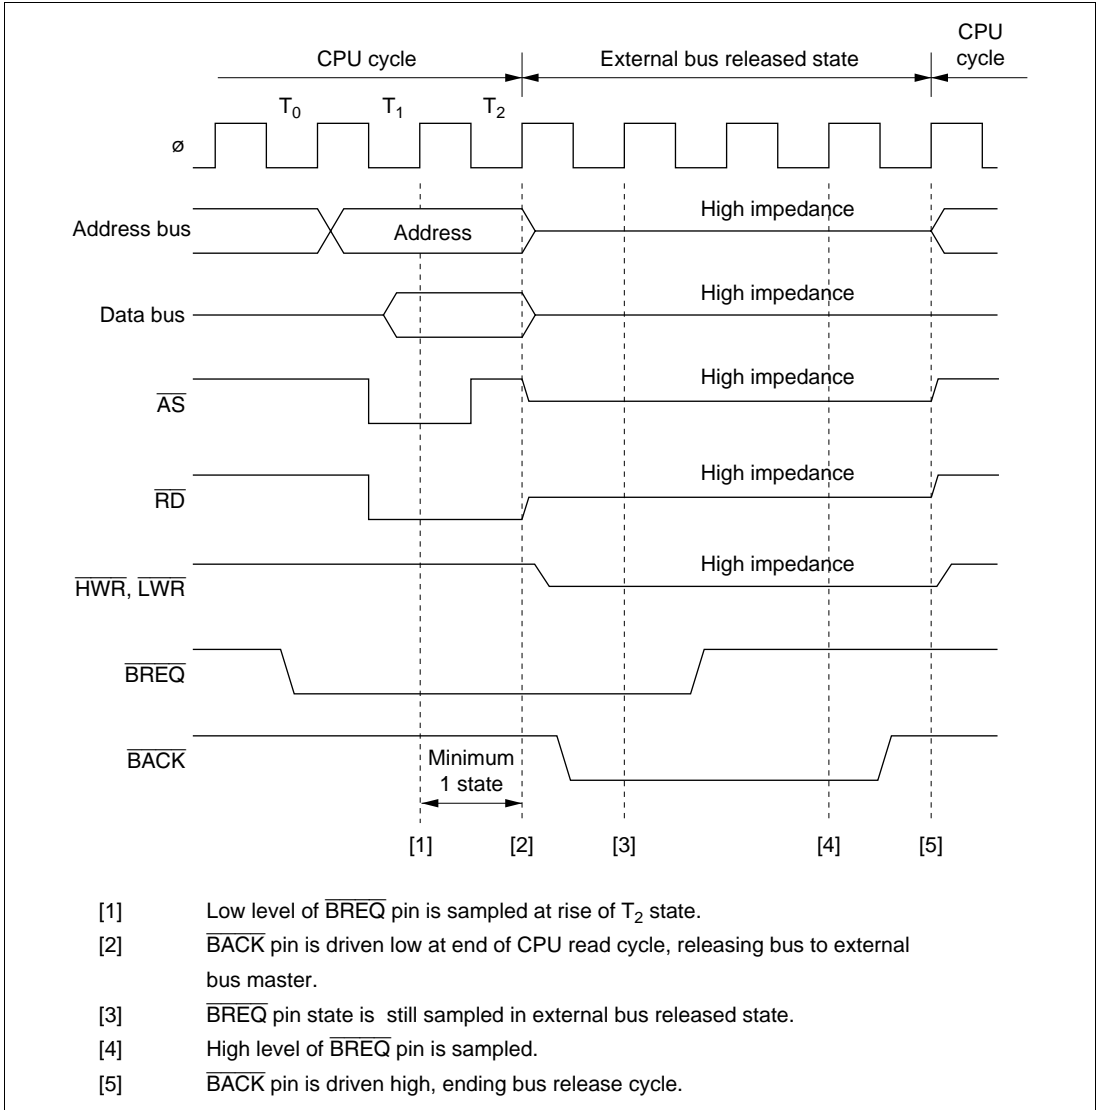 CPU cycle
External bus released state
CPU
cycle
T0
T1
T2
ø
Address bus
Address
High impedance
Data bus
High impedance
AS
High impedance
RD
High impedance
HWR, LWR
High impedance
BREQ
BACK
Minimum
1 state
[1]
[2]
[3]
[4]
[5]
[1] Low level of BREQ pin is sampled at rise of T2 state.
[2] BACK pin is driven low at end of CPU read cycle, releasing bus to external
bus master.
[3] BREQ pin state is still sampled in external bus released state.
[4] High level of BREQ pin is sampled.
[5] BACK pin is driven high, ending bus release cycle.